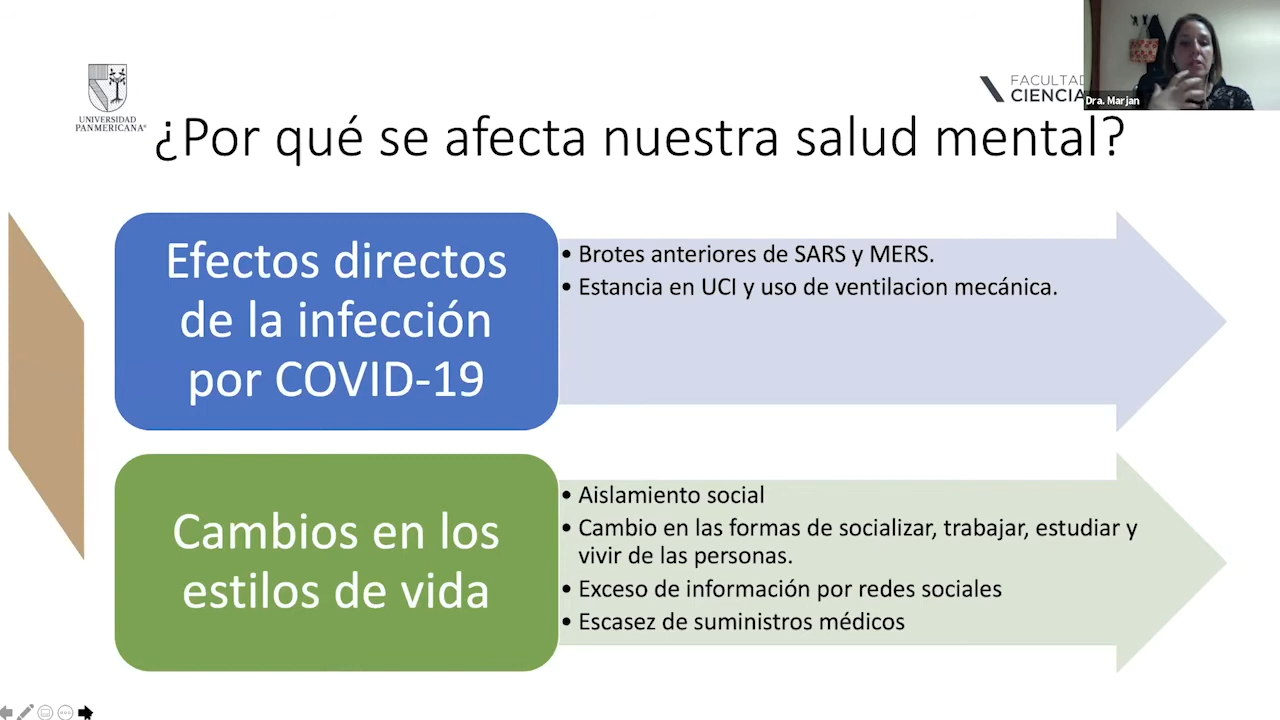 UNIVERSIDAD
PANMERICANA®
FACULTAD
CIENCIA
Dra. Marjan
¿Por qué se afecta nuestra salud mental?
Efectos directos
de la infección
por COVID-19
• Brotes anteriores de SARS y MERS.
• Estancia en UCI y uso de ventilacion mecánica.
Cambios en los
estilos de vida
• Aislamiento social
• Cambio en las formas de socializar, trabajar, estudiar y
vivir de las personas.
• Exceso de información por redes sociales
• Escasez de suministros médicos